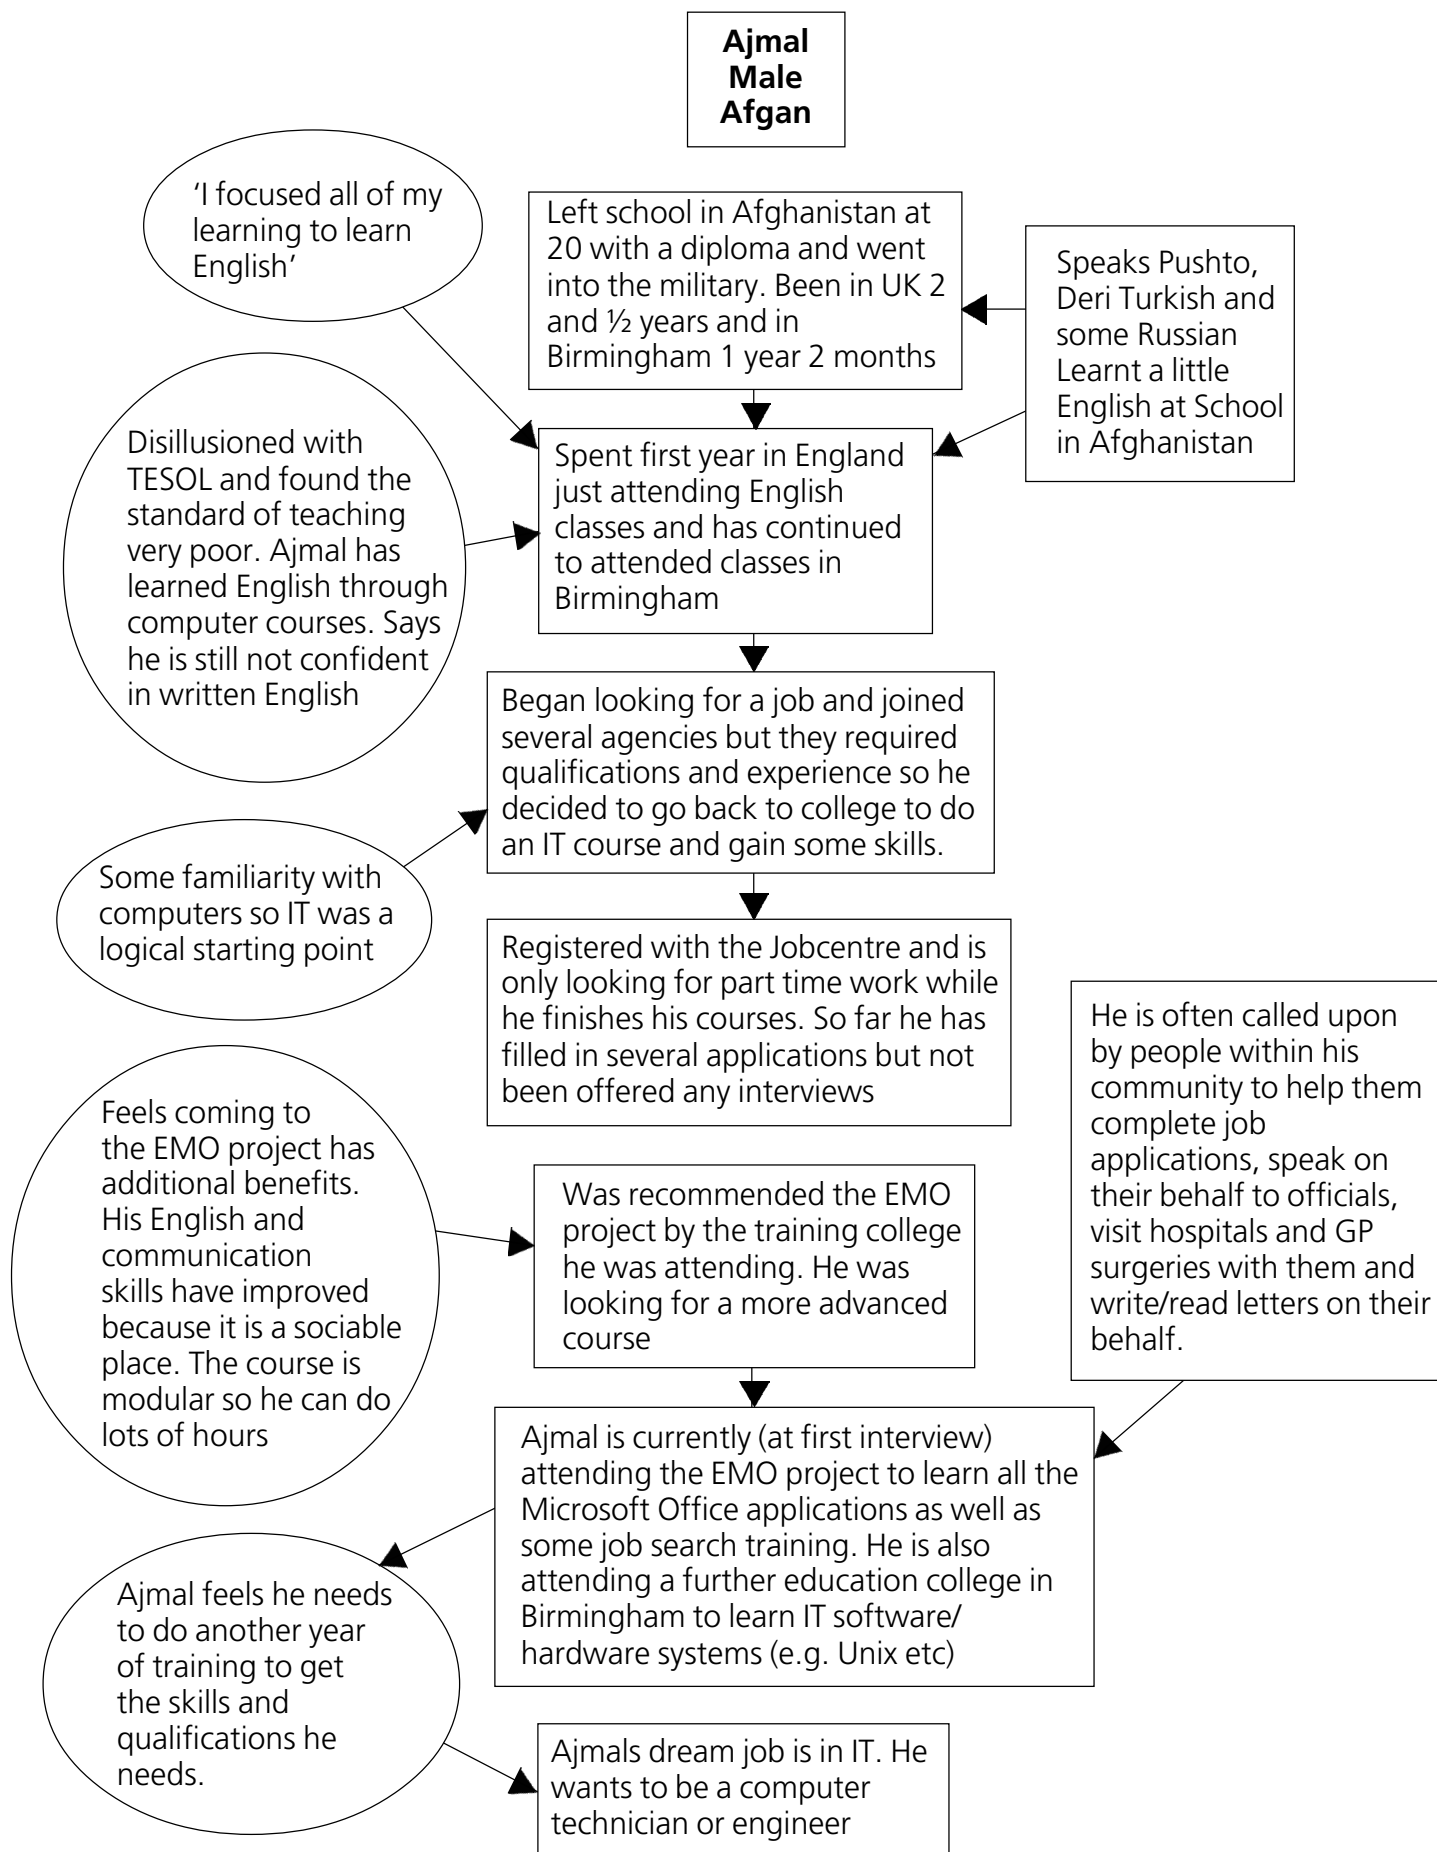 Ajmal
Male
Afgan
'I focused all of my
learning to learn
English'
Left school in Afghanistan at
20 with a diploma and went
into the military. Been in UK 2
and ½ years and in
Birmingham 1 year 2 months
Speaks Pushto,
Deri Turkish and
some Russian
Learnt a little
English at School
in Afghanistan
Disillusioned with
TESOL and found the
standard of teaching
very poor. Ajmal has
learned English through
computer courses. Says
he is still not confident
in written English
Spent first year in England
just attending English
classes and has continued
to attended classes in
Birmingham
Began looking for a job and joined
several agencies but they required
qualifications and experience so he
decided to go back to college to do
an IT course and gain some skills.
Some familiarity with
computers so IT was a
logical starting point
Registered with the Jobcentre and is
only looking for part time work while
he finishes his courses. So far he has
filled in several applications but not
been offered any interviews
He is often called upon
by people within his
community to help them
complete job
applications, speak on
their behalf to officials,
visit hospitals and GP
surgeries with them and
write/read letters on their
behalf.
Feels coming to
the EMO project has
additional benefits.
His English and
communication
skills have improved
because it is a sociable
place. The course is
modular so he can do
lots of hours
Was recommended the EMO
project by the training college
he was attending. He was
looking for a more advanced
course
Ajmal is currently (at first interview)
attending the EMO project to learn all the
Microsoft Office applications as well as
some job search training. He is also
attending a further education college in
Birmingham to learn IT software/
hardware systems (e.g. Unix etc)
Ajmal feels he needs
to do another year
of training to get
the skills and
qualifications he
needs.
Ajmals dream job is in IT. He
wants to be a computer
technician or engineer